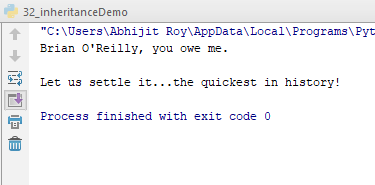 32_inheritanceDemo
"C:\Users\Abhijit Roy\AppData\Local\Programs\Pyt
Brian O'Reilly, you owe me.
Let us settle it...the quickest in history!
Process finished with exit code 0